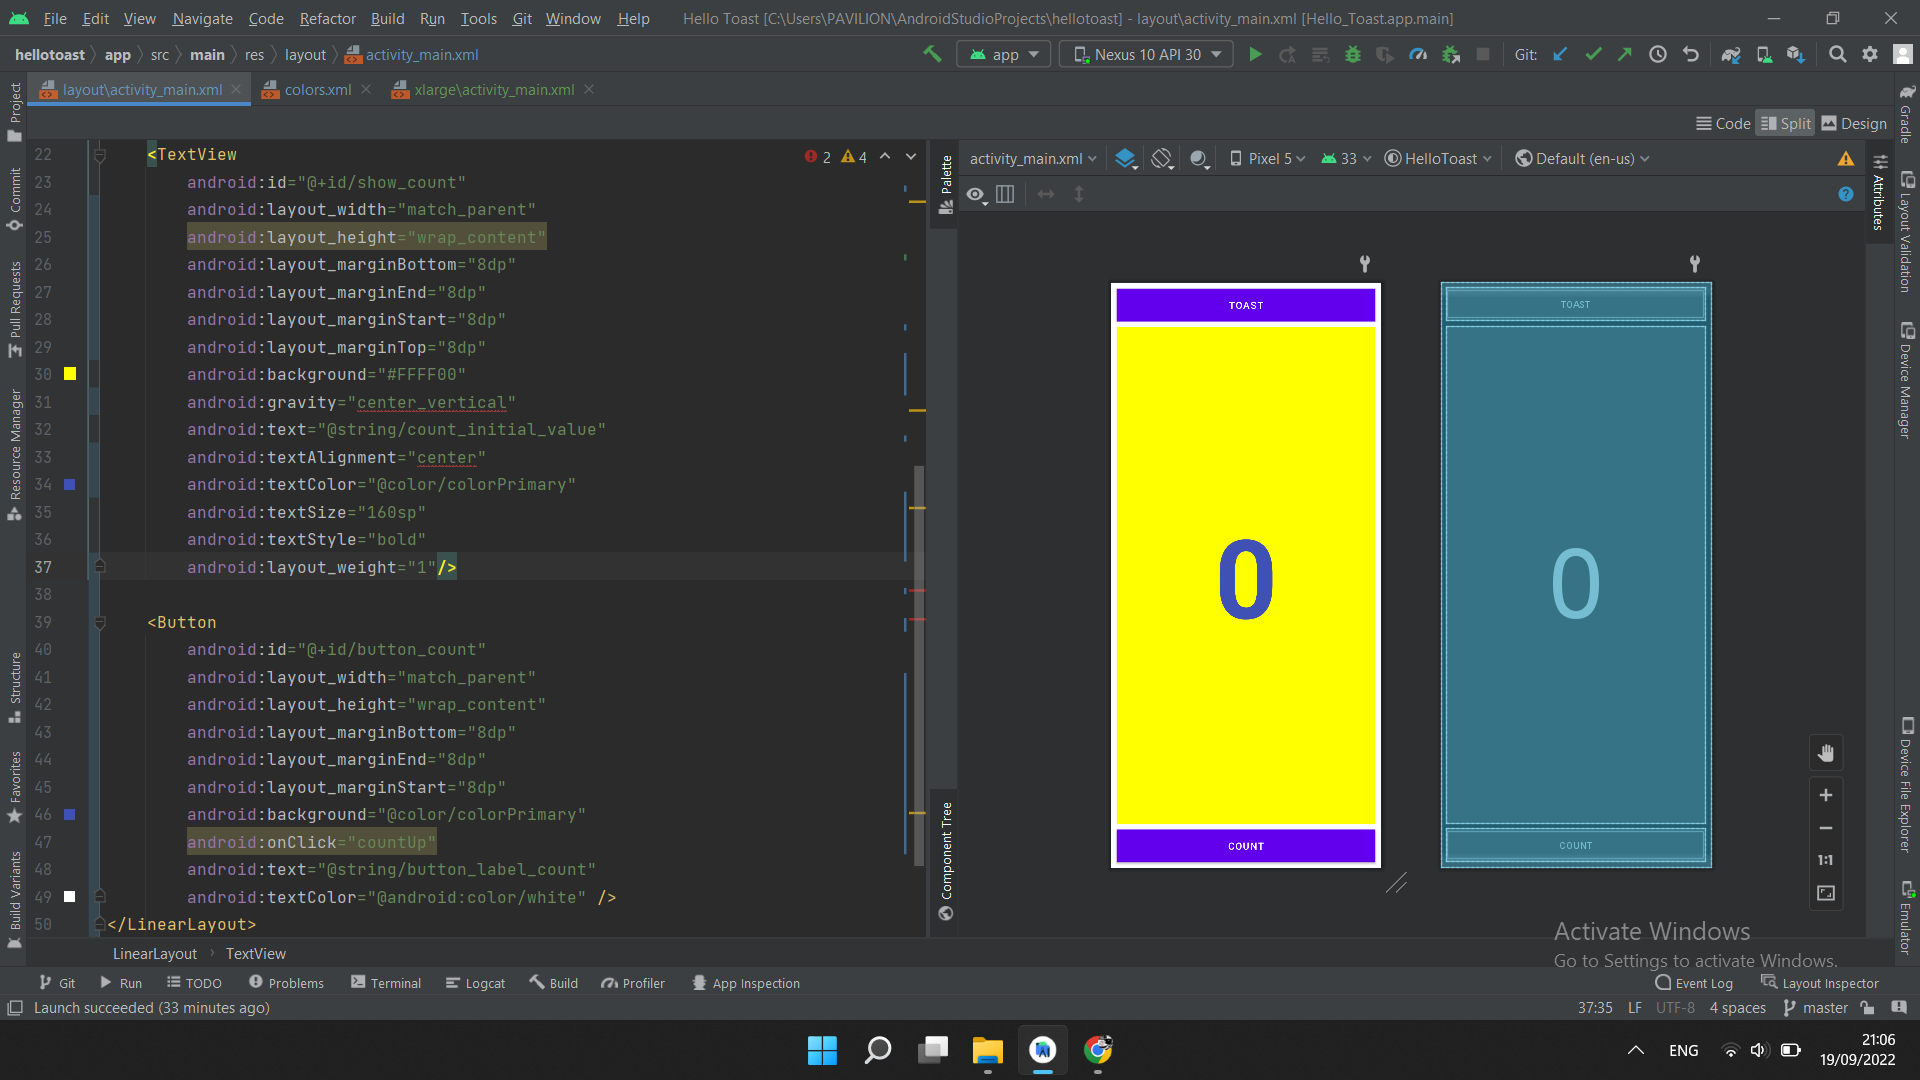 File Edit View Navigate Code Refactor Build Run Tools Git Window Help Hello Toast [C:\Users\PAVILION\AndroidStudioProjects\hellotoast] - layout\activity_main.xml [Hello_Toast.app.main]
hellotoast app src main res layout activity_main.xml app Nexus 10 API 30 Git:
layout\activity_main.xml colors.xml xlarge\activity_main.xml
Code Split Design
Project
Commit
Pull Requests
Resource Manager
Structure
Favorites
Build Variants
22 <TextView
23 android:id="@+id/show_count"
24 android:layout_width="match_parent"
25 android:layout_height="wrap_content"
26 android:layout_marginBottom="8dp"
27 android:layout_marginEnd="8dp"
28 android:layout_marginStart="8dp"
29 android:layout_marginTop="8dp"
30 android:background="#FFFF00"
31 android:gravity="center_vertical"
32 android:text="@string/count_initial_value"
33 android:textAlignment="center"
34 android:textColor="@color/colorPrimary"
35 android:textSize="160sp"
36 android:textStyle="bold"
37 android:layout_weight="1"/>
38
39 <Button
40 android:id="@+id/button_count"
41 android:layout_width="match_parent"
42 android:layout_height="wrap_content"
43 android:layout_marginBottom="8dp"
44 android:layout_marginEnd="8dp"
45 android:layout_marginStart="8dp"
46 android:background="@color/colorPrimary"
47 android:onClick="countUp"
48 android:text="@string/button_label_count"
49 android:textColor="@android:color/white" />
50 </LinearLayout>
2 4
LinearLayout TextView
Palette
Component Tree
activity_main.xml Pixel 5 33 HelloToast Default (en-us)
TOAST
0
COUNT
TOAST
0
COUNT
1:1
Attributes
Gradle
Layout Validation
Device Manager
Device File Explorer
Emulator
Activate Windows
Go to Settings to activate Windows.
Git Run TODO Problems Terminal Logcat Build Profiler App Inspection Event Log Layout Inspector
Launch succeeded (33 minutes ago) 37:35 LF UTF-8 4 spaces master
ENG
21:06
19/09/2022